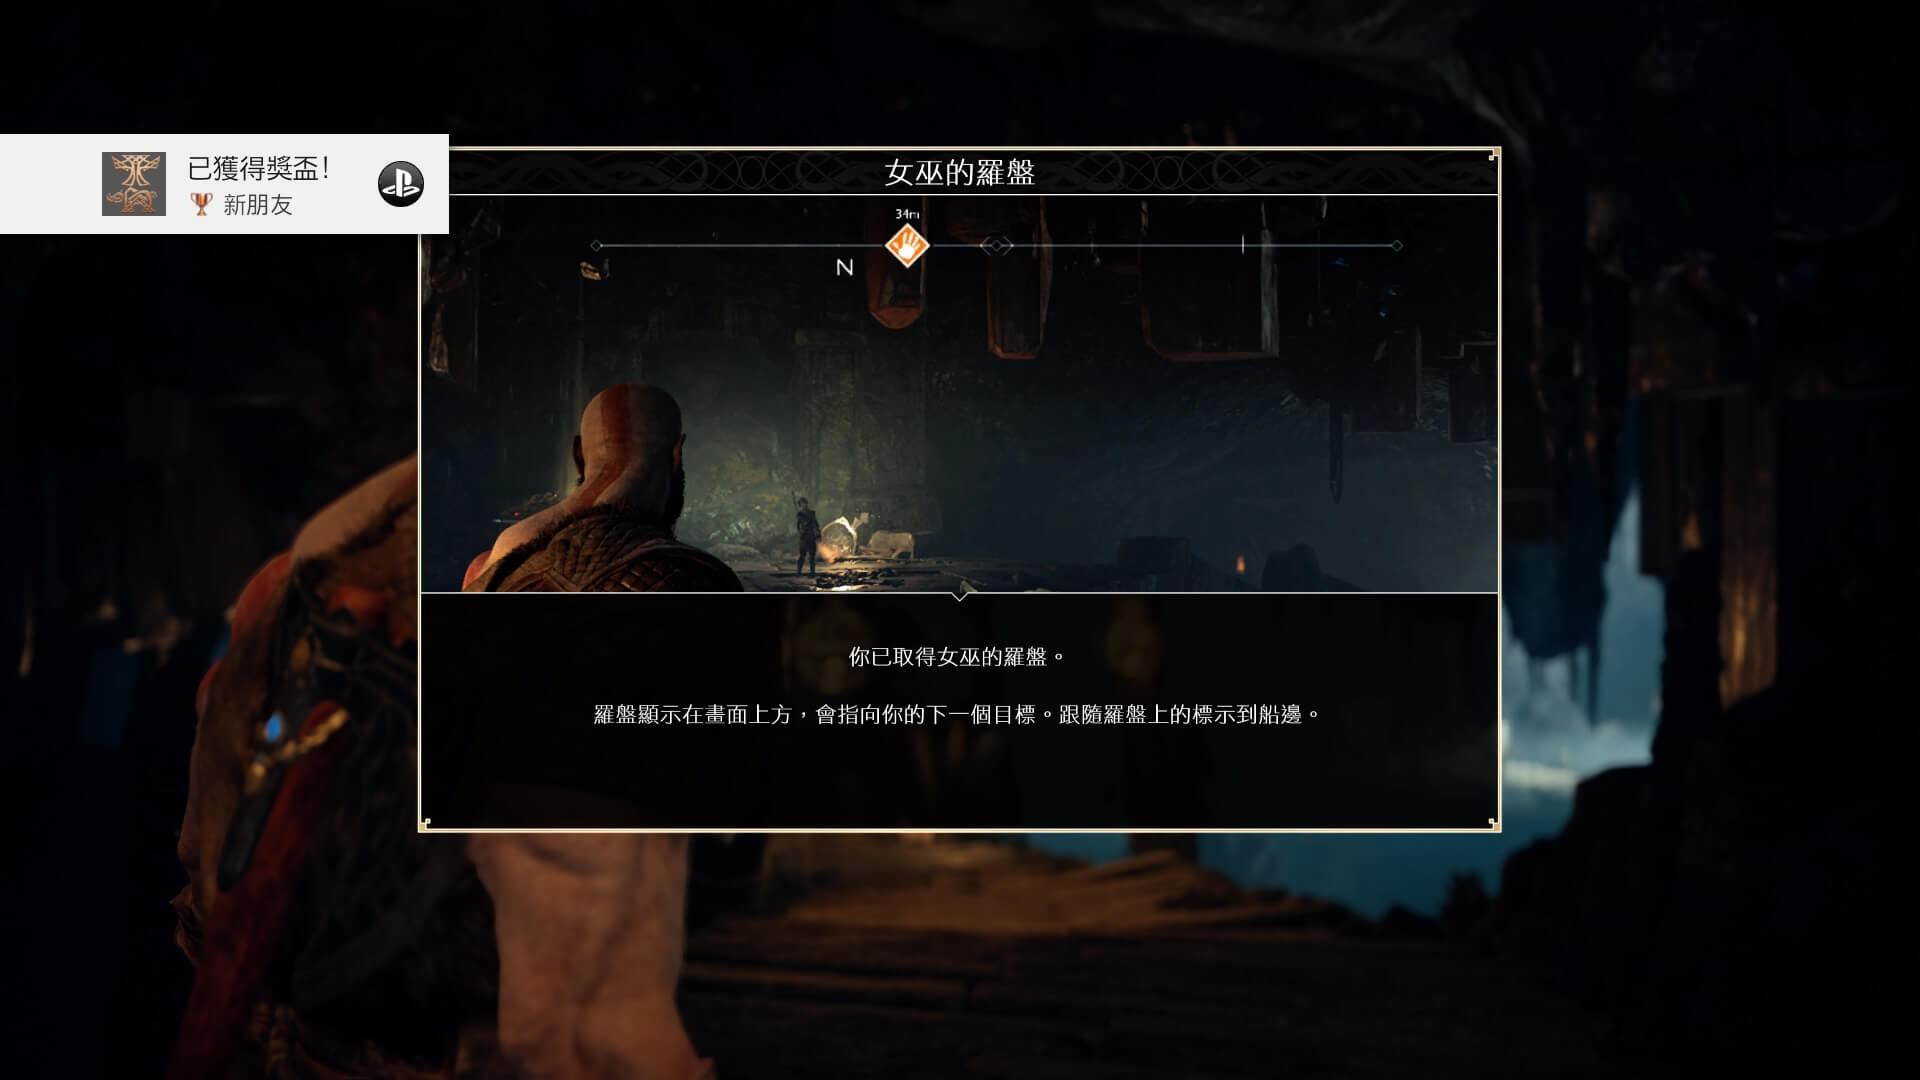 已獲得獎盃！
新朋友
女巫的羅盤
34m
N
你已取得女巫的羅盤。
羅盤顯示在畫面上方，會指向你的下一個目標。跟隨羅盤上的標示到船邊。